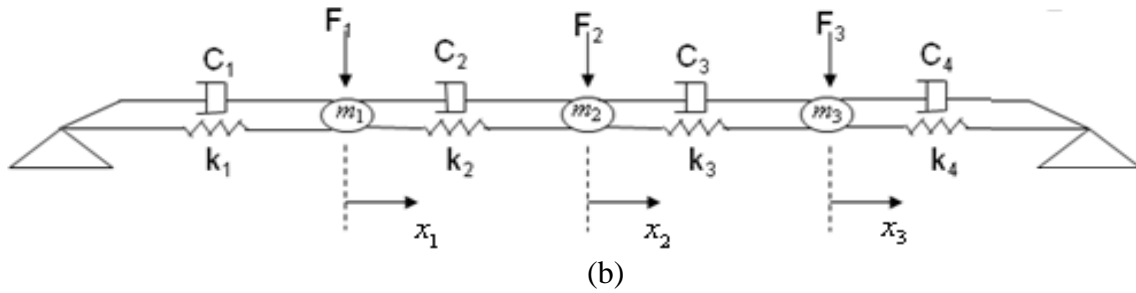 F₁ F₂ F₃
C₁ C₂ C₃ C₄
m₁ m₂ m₃
k₁ k₂ k₃ k₄
x₁ x₂ x₃
(b)